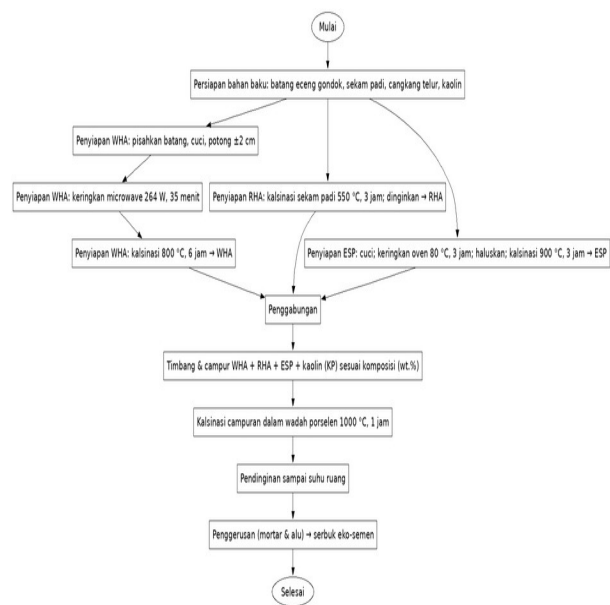 Mulai
Persiapan bahan baku: batang eceng gondok, sekam padi, cangkang telur, kaolin
Penyiapan WHA: pisahkan batang, cuci, potong ±2 cm
Penyiapan WHA: keringkan microwave 264 W, 35 menit
Penyiapan RHA: kalsinasi sekam padi 550 °C, 3 jam; dinginkan → RHA
Penyiapan WHA: kalsinasi 800 °C, 6 jam → WHA
Penyiapan ESP: cuci; keringkan oven 80 °C, 3 jam; haluskan; kalsinasi 900 °C, 3 jam → ESP
Penggabungan
Timbang & campur WHA + RHA + ESP + kaolin (KP) sesuai komposisi (wt.%)
Kalsinasi campuran dalam wadah porselen 1000 °C, 1 jam
Pendinginan sampai suhu ruang
Penggerusan (mortar & alu) → serbuk eko-semen
Selesai